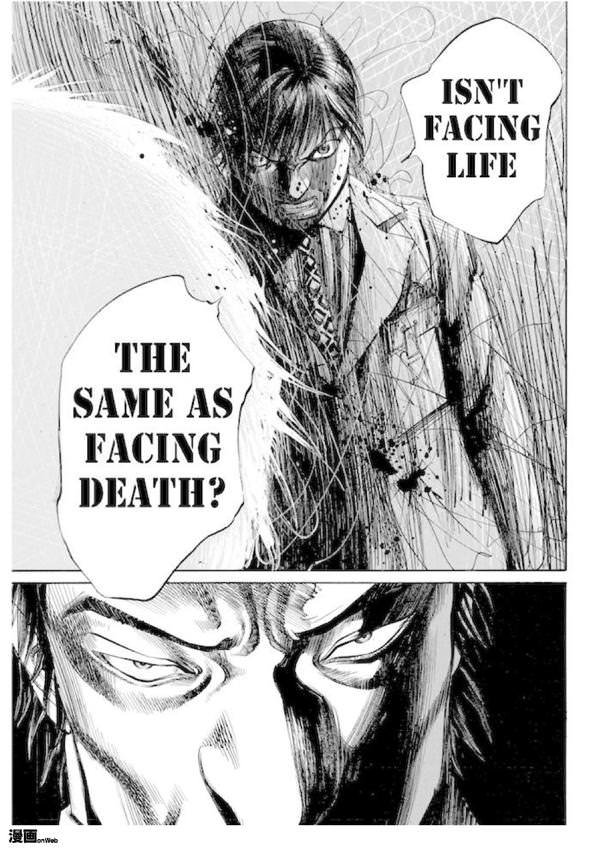 ISN'T
FACING
LIFE
THE
SAME AS
FACING
DEATH?
漫画onWeb